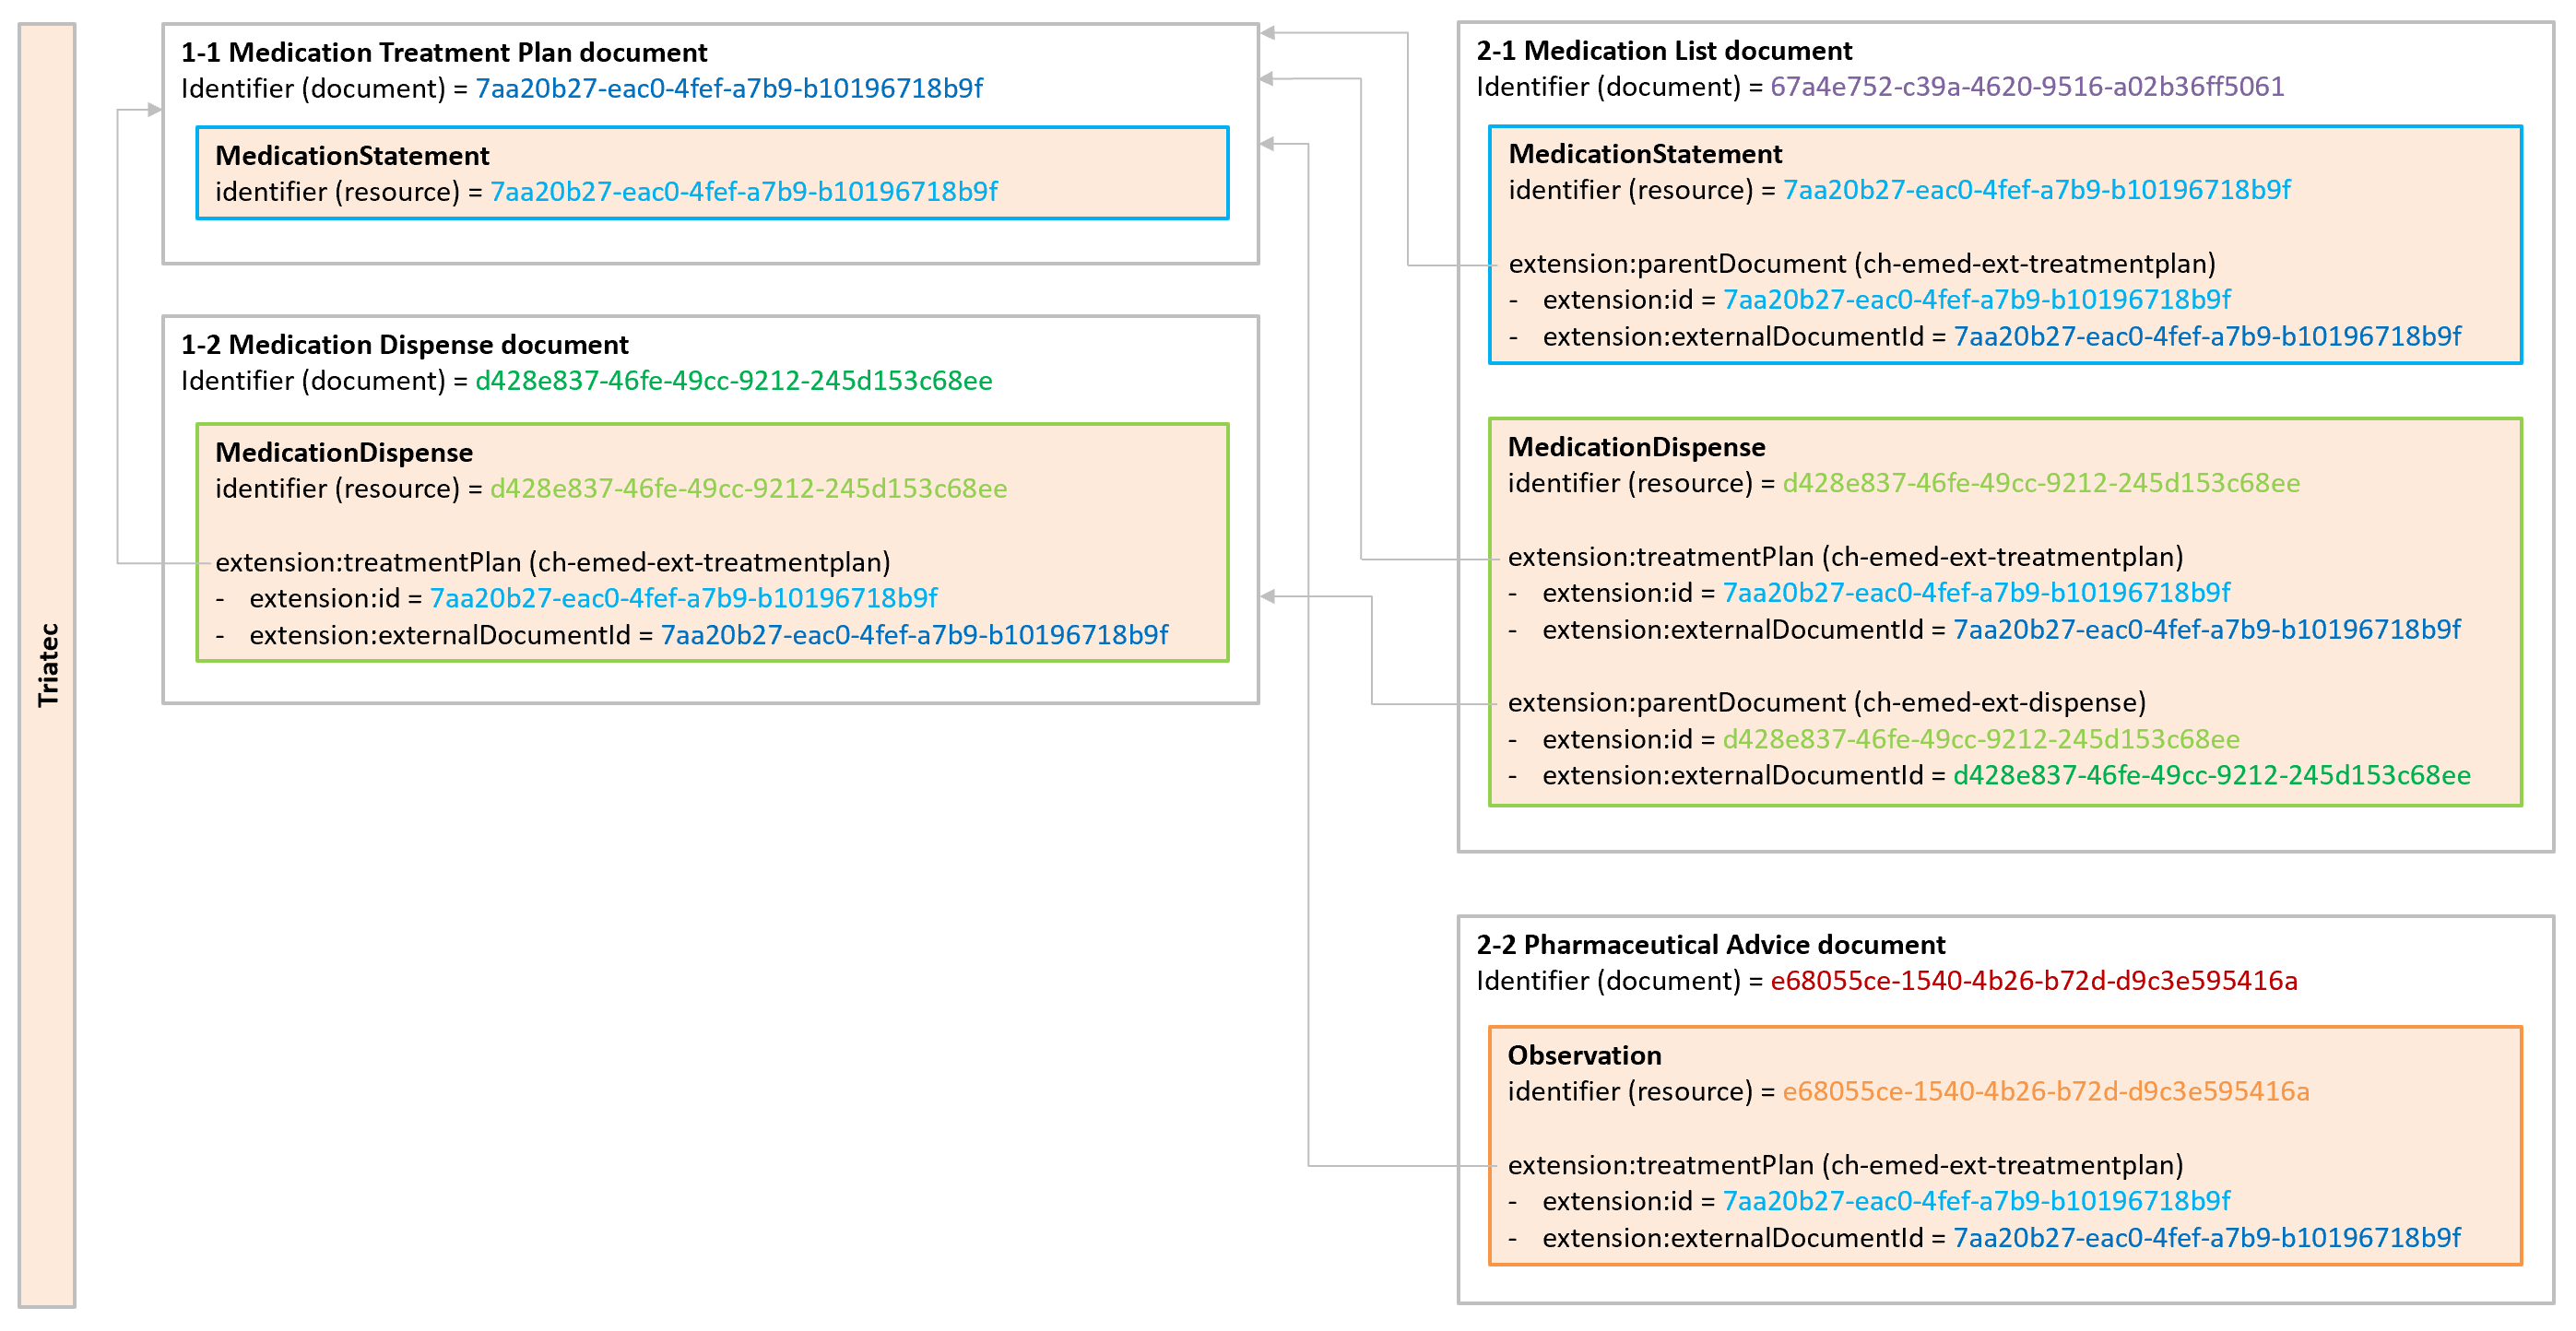 Triatec
1-1 Medication Treatment Plan document
Identifier (document) = 7aa20b27-eac0-4fef-a7b9-b10196718b9f
MedicationStatement
identifier (resource) = 7aa20b27-eac0-4fef-a7b9-b10196718b9f
1-2 Medication Dispense document
Identifier (document) = d428e837-46fe-49cc-9212-245d153c68ee
MedicationDispense
identifier (resource) = d428e837-46fe-49cc-9212-245d153c68ee
extension:treatmentPlan (ch-emed-ext-treatmentplan)
- extension:id = 7aa20b27-eac0-4fef-a7b9-b10196718b9f
- extension:externalDocumentId = 7aa20b27-eac0-4fef-a7b9-b10196718b9f
2-1 Medication List document
Identifier (document) = 67a4e752-c39a-4620-9516-a02b36ff5061
MedicationStatement
identifier (resource) = 7aa20b27-eac0-4fef-a7b9-b10196718b9f
extension:parentDocument (ch-emed-ext-treatmentplan)
- extension:id = 7aa20b27-eac0-4fef-a7b9-b10196718b9f
- extension:externalDocumentId = 7aa20b27-eac0-4fef-a7b9-b10196718b9f
MedicationDispense
identifier (resource) = d428e837-46fe-49cc-9212-245d153c68ee
extension:treatmentPlan (ch-emed-ext-treatmentplan)
- extension:id = 7aa20b27-eac0-4fef-a7b9-b10196718b9f
- extension:externalDocumentId = 7aa20b27-eac0-4fef-a7b9-b10196718b9f
extension:parentDocument (ch-emed-ext-dispense)
- extension:id = d428e837-46fe-49cc-9212-245d153c68ee
- extension:externalDocumentId = d428e837-46fe-49cc-9212-245d153c68ee
2-2 Pharmaceutical Advice document
Identifier (document) = e68055ce-1540-4b26-b72d-d9c3e595416a
Observation
identifier (resource) = e68055ce-1540-4b26-b72d-d9c3e595416a
extension:treatmentPlan (ch-emed-ext-treatmentplan)
- extension:id = 7aa20b27-eac0-4fef-a7b9-b10196718b9f
- extension:externalDocumentId = 7aa20b27-eac0-4fef-a7b9-b10196718b9f